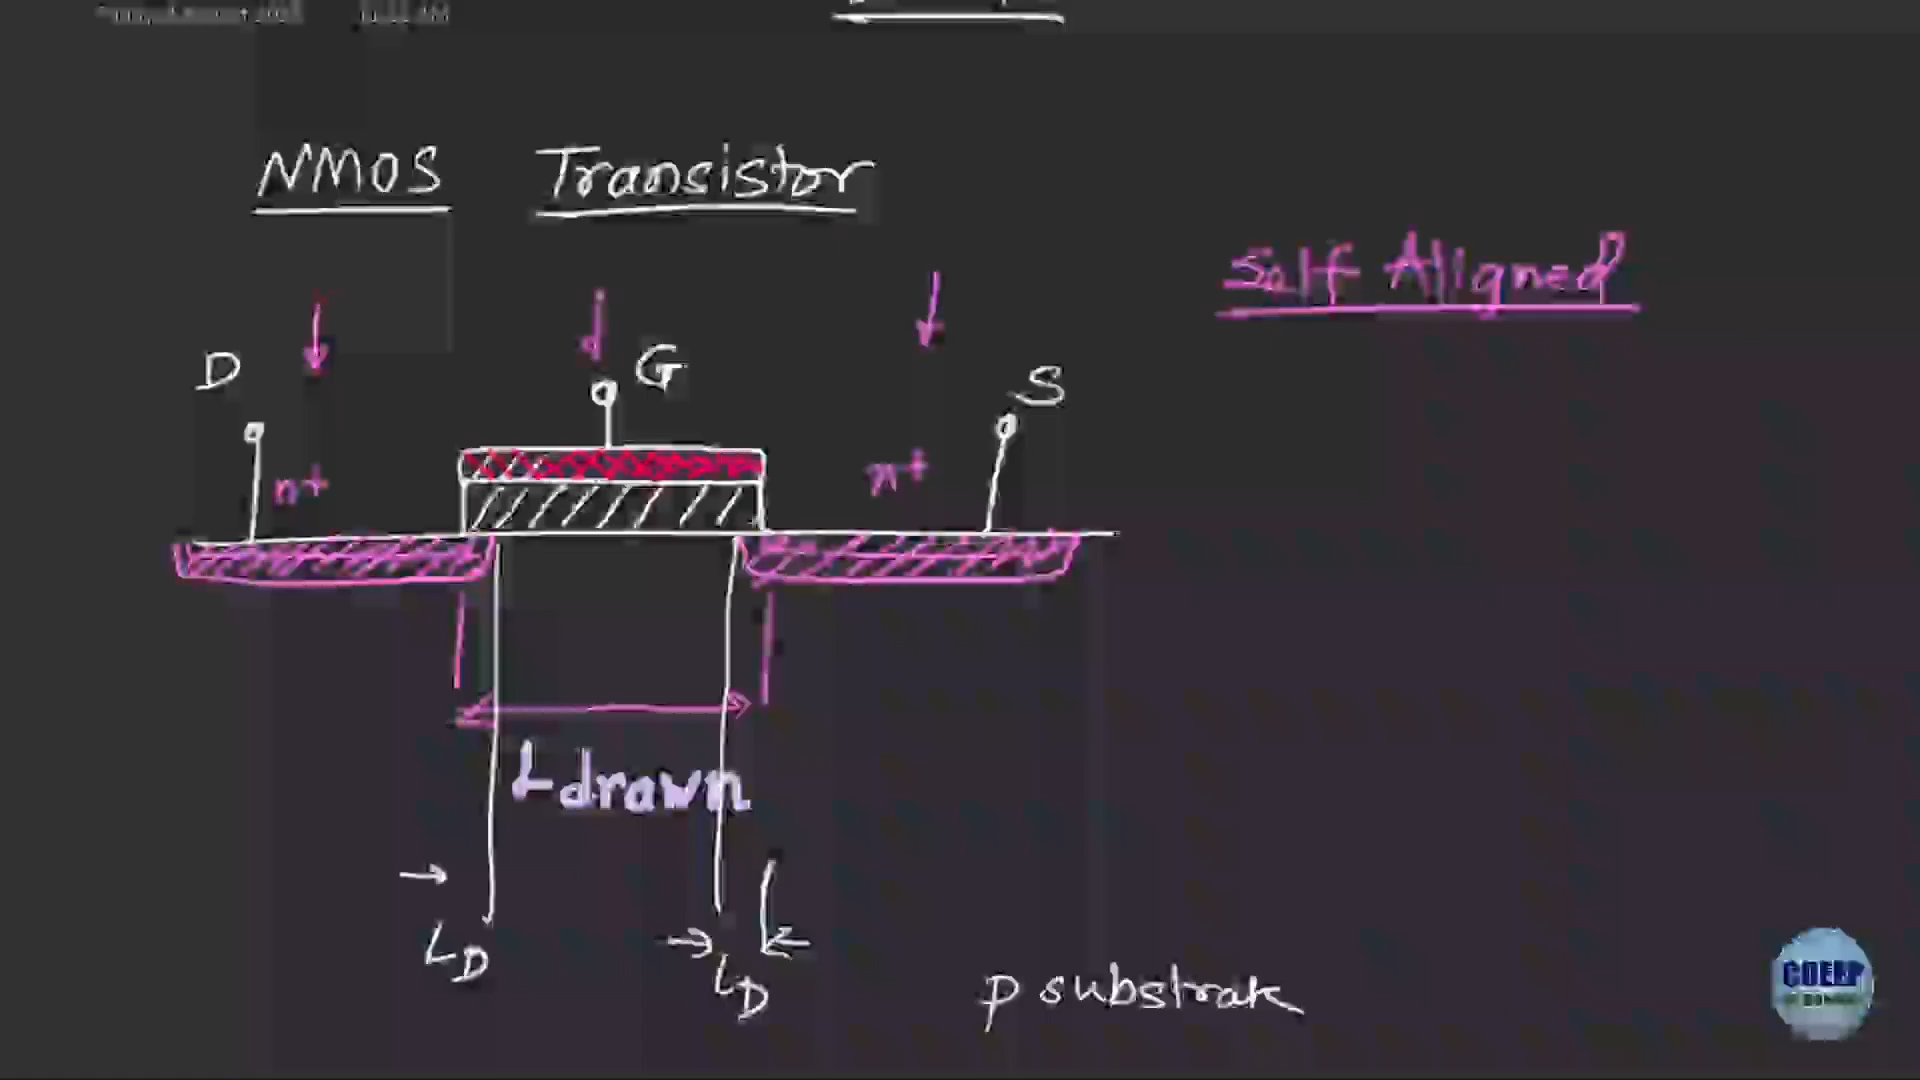 NMOS Transistor
Self Aligned
D
G
S
n+
n+
Ldrawn
LD
LD
p substrate